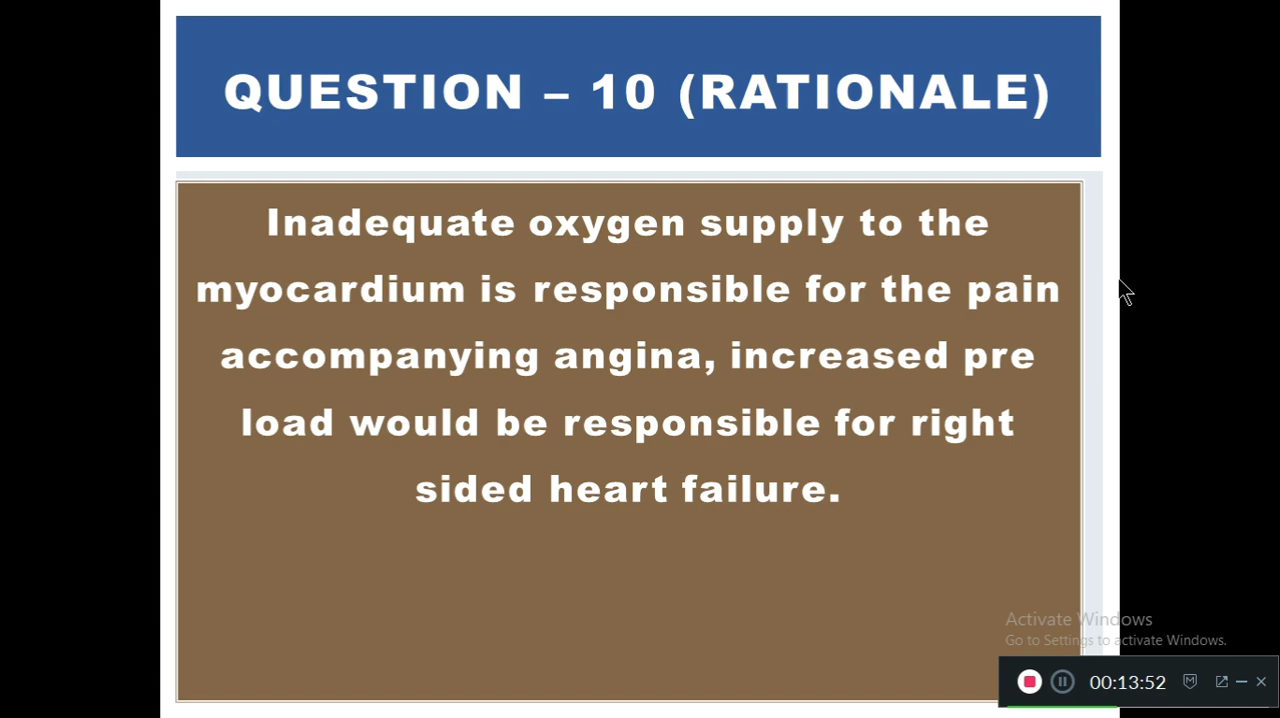 QUESTION – 10 (RATIONALE)
Inadequate oxygen supply to the
myocardium is responsible for the pain
accompanying angina, increased pre
load would be responsible for right
sided heart failure.
Activate Windows
Go to Settings to activate Windows.
00:13:52